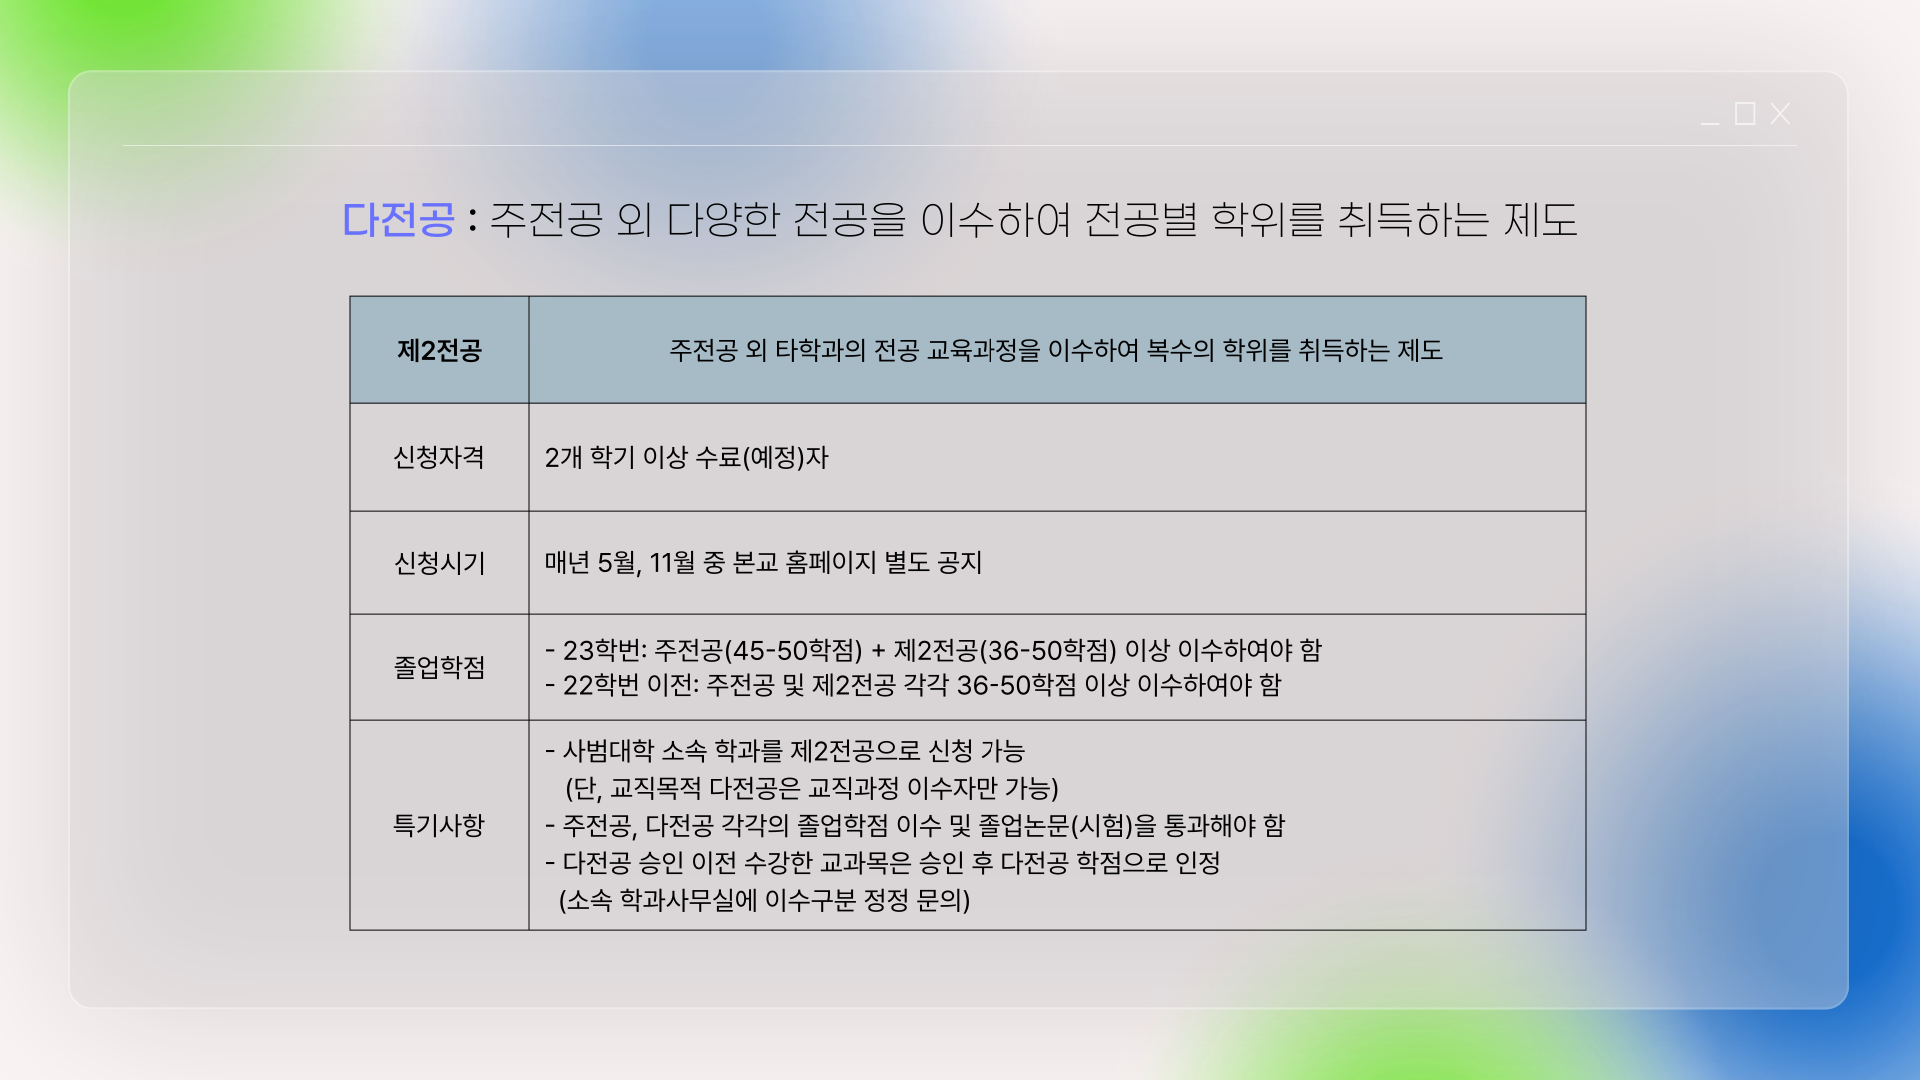 다전공 : 주전공 외 다양한 전공을 이수하여 전공별 학위를 취득하는 제도
제2전공
주전공 외 타학과의 전공 교육과정을 이수하여 복수의 학위를 취득하는 제도
신청자격
2개 학기 이상 수료(예정)자
신청시기
매년 5월, 11월 중 본교 홈페이지 별도 공지
졸업학점
- 23학번: 주전공(45-50학점) + 제2전공(36-50학점) 이상 이수하여야 함
- 22학번 이전: 주전공 및 제2전공 각각 36-50학점 이상 이수하여야 함
특기사항
- 사범대학 소속 학과를 제2전공으로 신청 가능
(단, 교직목적 다전공은 교직과정 이수자만 가능)
- 주전공, 다전공 각각의 졸업학점 이수 및 졸업논문(시험)을 통과해야 함
- 다전공 승인 이전 수강한 교과목은 승인 후 다전공 학점으로 인정
(소속 학과사무실에 이수구분 정정 문의)